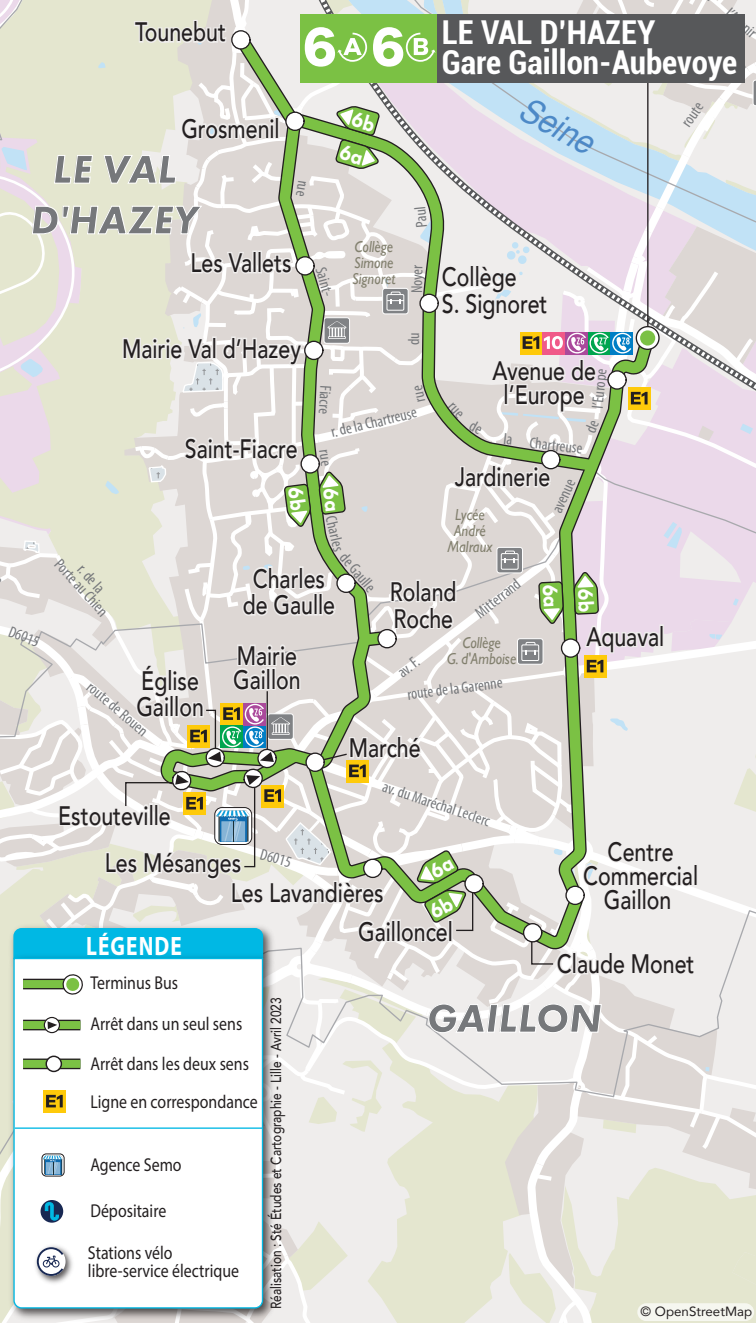 6A 6B
LE VAL D'HAZEY
Gare Gaillon-Aubevoye
Tounebut
Grosmenil
6b
6a
Seine
route
LE VAL
D'HAZEY
rue
Paul
Collège
Simone
Signoret
Noyer
Les Vallets
Saint-
Collège
S. Signoret
du
Mairie Val d'Hazey
E1 10 26 27 28
Avenue de
l'Europe
E1
de l'Europe
Fiacre
rue
r. de la Chartreuse
rue de la Chartreuse
Saint-Fiacre
rue
Jardinerie
avenue
6b
6a
Charles de Gaulle
Lycée
André
Malraux
Mitterrand
r. de la
Porte au Chien
Charles
de Gaulle
Roland
Roche
6a
6b
D6015
Aquaval
E1
Collège
G. d'Amboise
av. F.
Mairie
Gaillon
Église
Gaillon
route de la Garenne
route de Rouen
E1 26
27 28
E1
Marché
E1
Estouteville
E1
E1
av. du Maréchal Leclerc
Les Mésanges
D6015
Les Lavandières
6a
6b
Gailloncel
Centre
Commercial
Gaillon
Claude Monet
GAILLON
LÉGENDE
Terminus Bus
Arrêt dans un seul sens
Arrêt dans les deux sens
E1 Ligne en correspondance
Agence Semo
Dépositaire
Stations vélo
libre-service électrique
Réalisation : Sté Études et Cartographie - Lille - Avril 2023
© OpenStreetMap